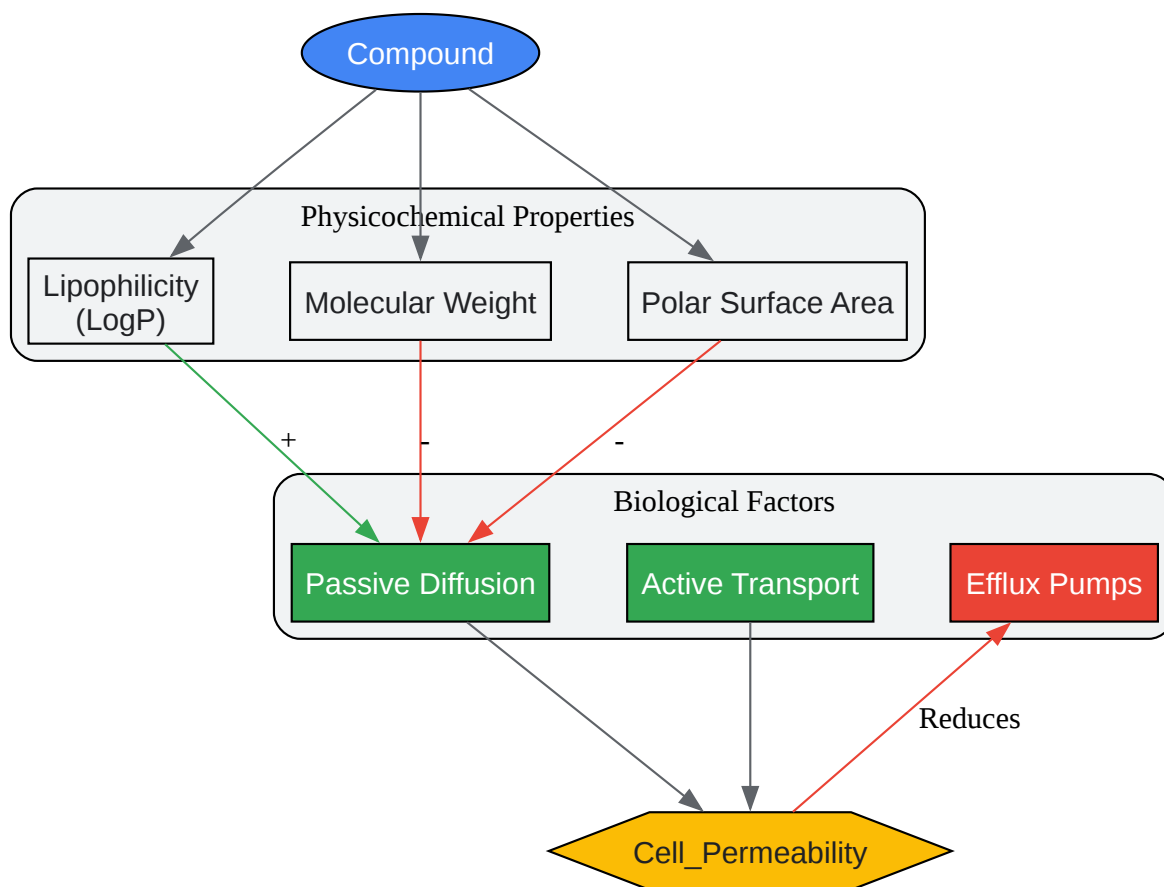 Compound
Physicochemical Properties
Lipophilicity
(LogP)
Molecular Weight
Polar Surface Area
+
-
-
Biological Factors
Passive Diffusion
Active Transport
Efflux Pumps
Reduces
Cell_Permeability